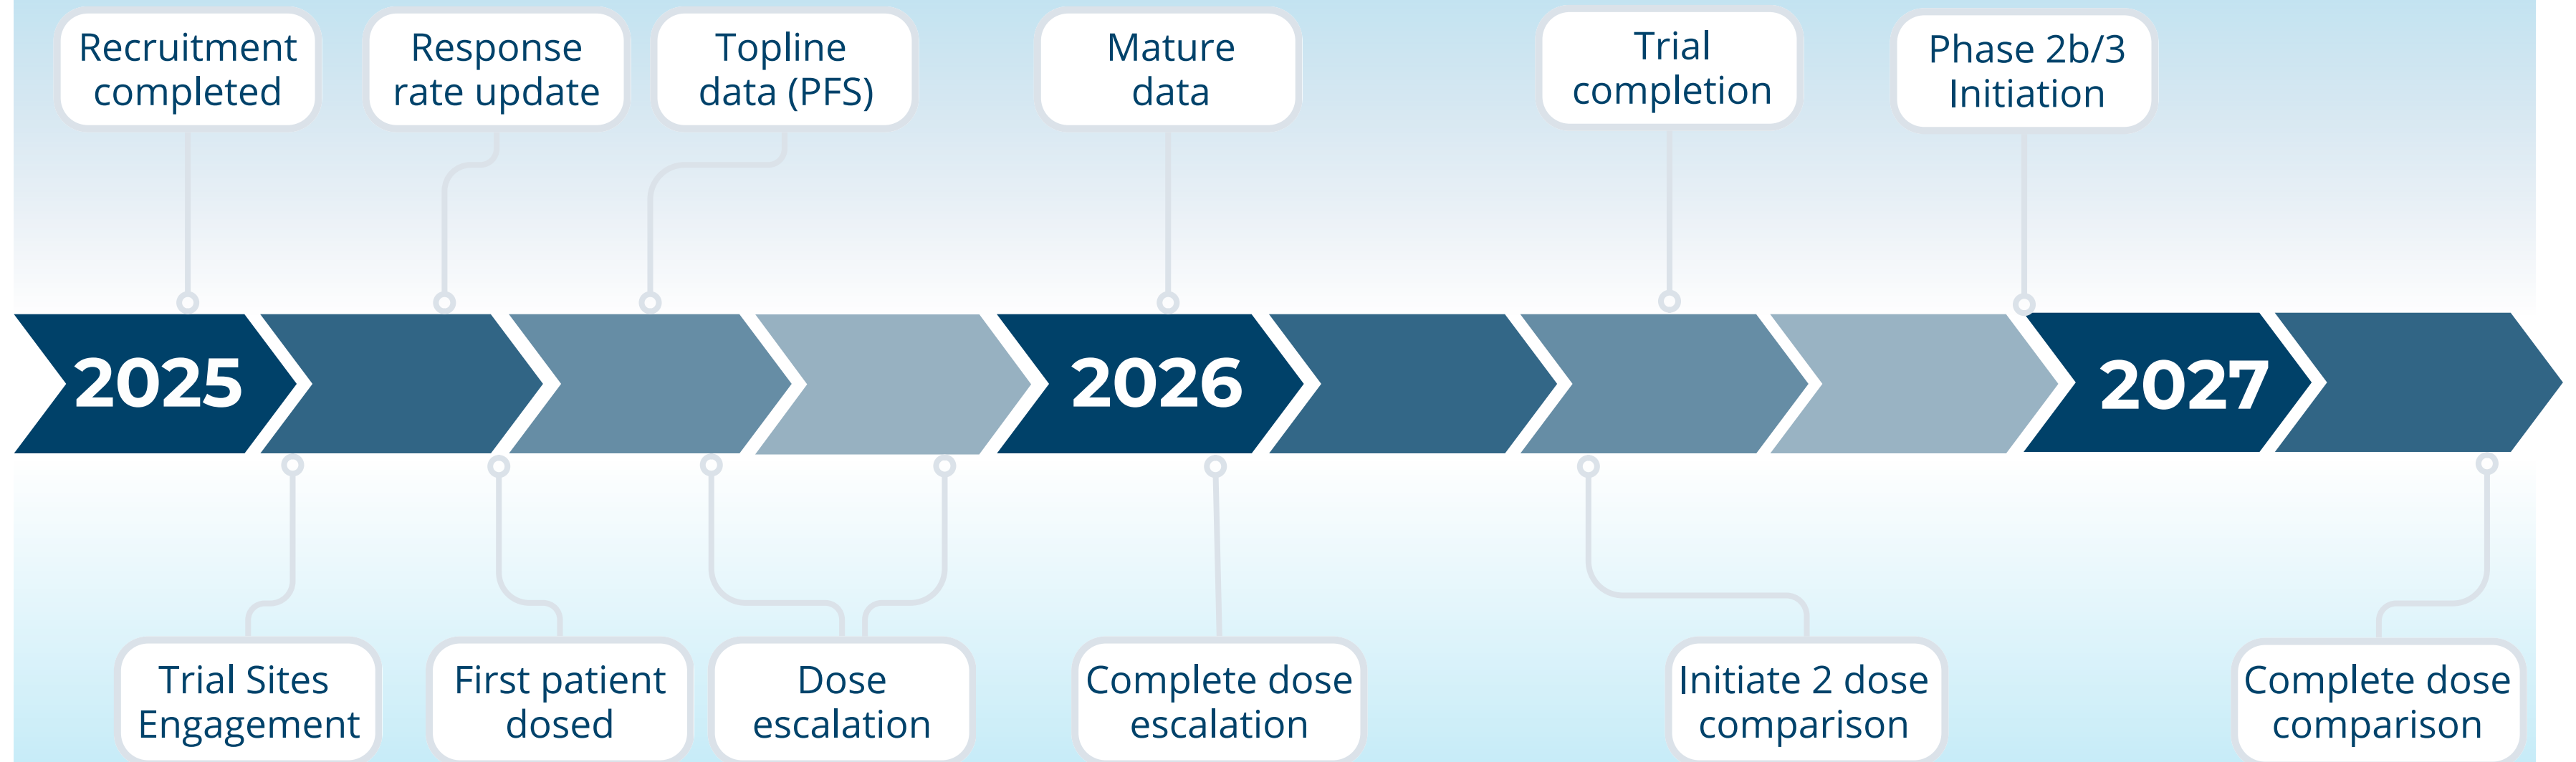 Recruitment
completed
Response
rate update
Topline
data (PFS)
Mature
data
Trial
completion
Phase 2b/3
Initiation
2025
2026
2027
Trial Sites
Engagement
First patient
dosed
Dose
escalation
Complete dose
escalation
Initiate 2 dose
comparison
Complete dose
comparison